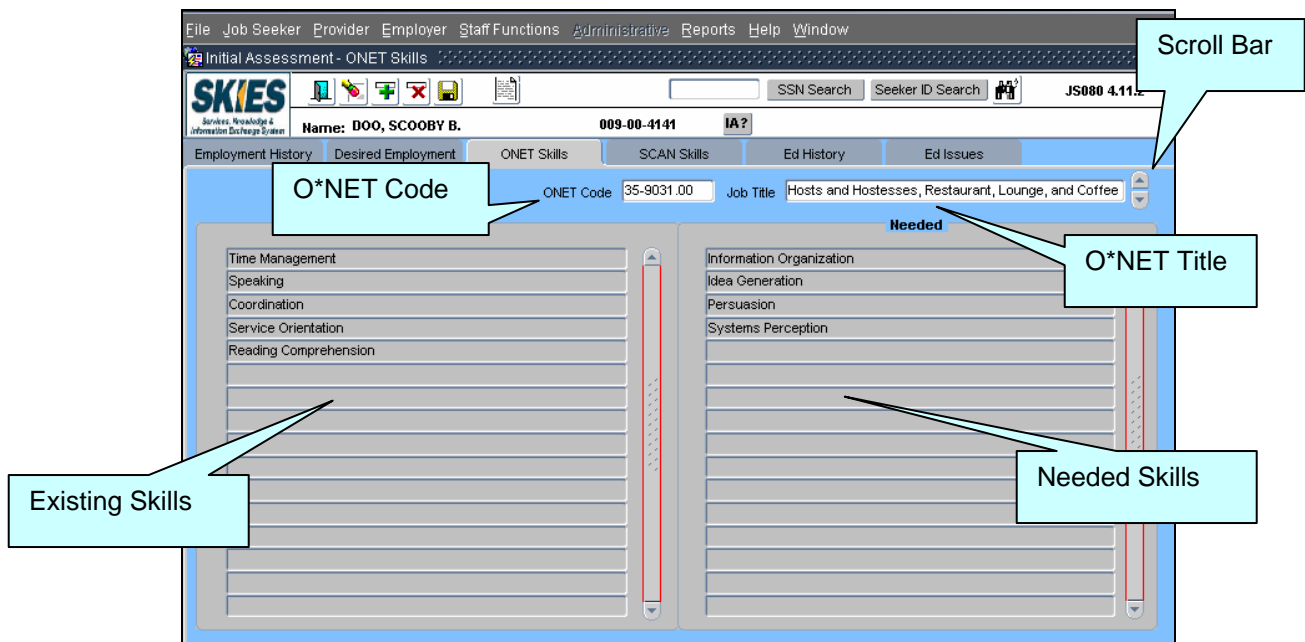 File Job Seeker Provider Employer Staff Functions Administrative Reports Help Window
Scroll Bar
Initial Assessment - ONET Skills
SKIES
Services, Knowledge &
Information Exchange System
SSN Search Seeker ID Search JS080 4.11.2
Name: DOO, SCOOBY B. 009-00-4141 IA?
Employment History Desired Employment ONET Skills SCAN Skills Ed History Ed Issues
O*NET Code
ONET Code 35-9031.00 Job Title Hosts and Hostesses, Restaurant, Lounge, and Coffee
Needed
O*NET Title
Time Management Information Organization
Speaking Idea Generation
Coordination Persuasion
Service Orientation Systems Perception
Reading Comprehension
Existing Skills
Needed Skills